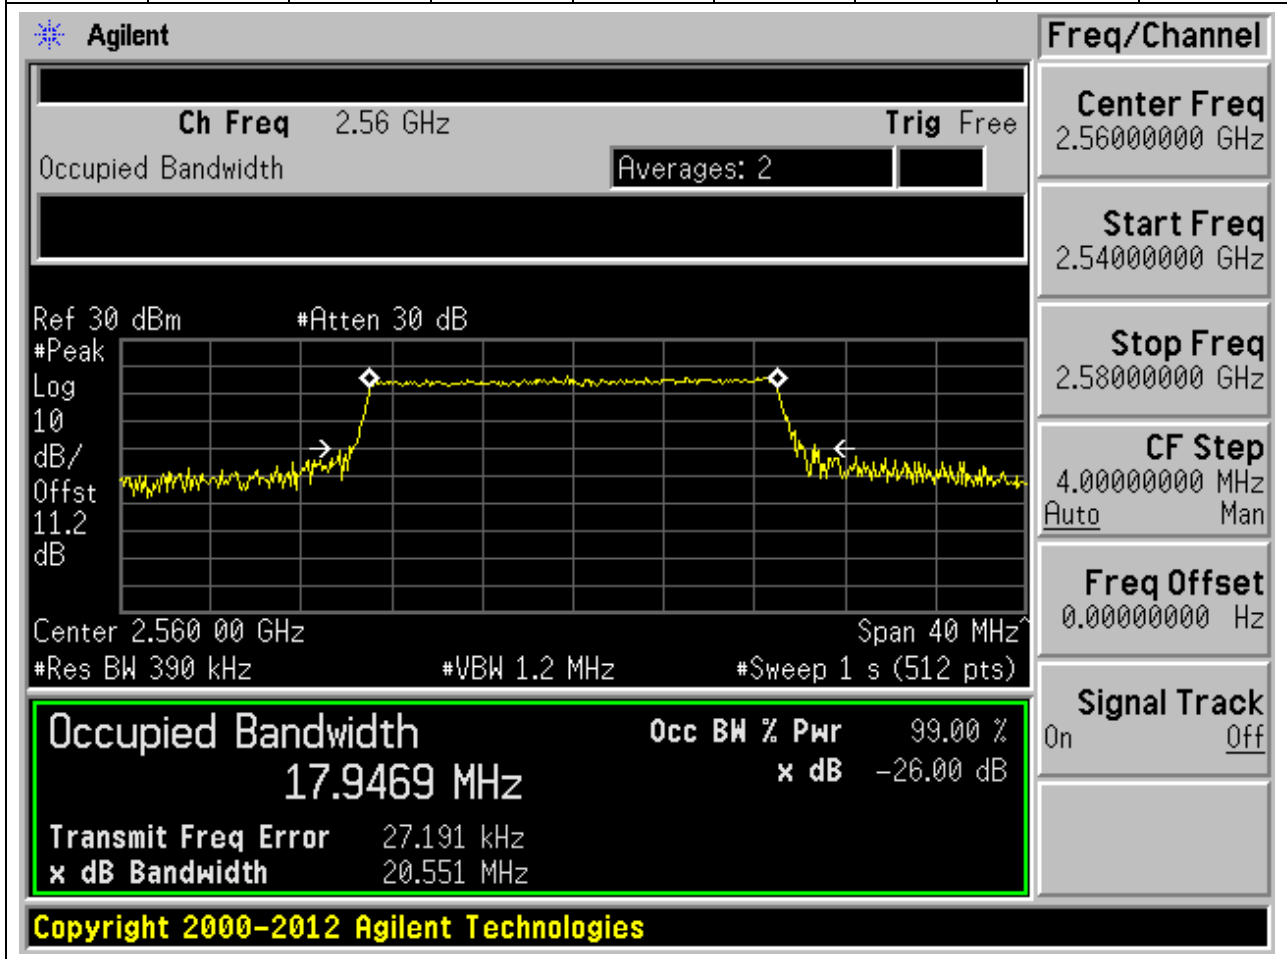 Agilent
Freq/Channel
Ch Freq 2.56 GHz Trig Free
Occupied Bandwidth Averages: 2
Center Freq
2.56000000 GHz
Start Freq
2.54000000 GHz
Stop Freq
2.58000000 GHz
CF Step
4.00000000 MHz
Auto Man
Freq Offset
0.00000000 Hz
Signal Track
On Off
Ref 30 dBm #Atten 30 dB
#Peak
Log
10
dB/
Offst
11.2
dB
Center 2.560 00 GHz Span 40 MHz^
#Res BW 390 kHz #VBW 1.2 MHz #Sweep 1 s (512 pts)
Occupied Bandwidth Occ BW % Pwr 99.00 %
17.9469 MHz x dB -26.00 dB
Transmit Freq Error 27.191 kHz
x dB Bandwidth 20.551 MHz
Copyright 2000-2012 Agilent Technologies